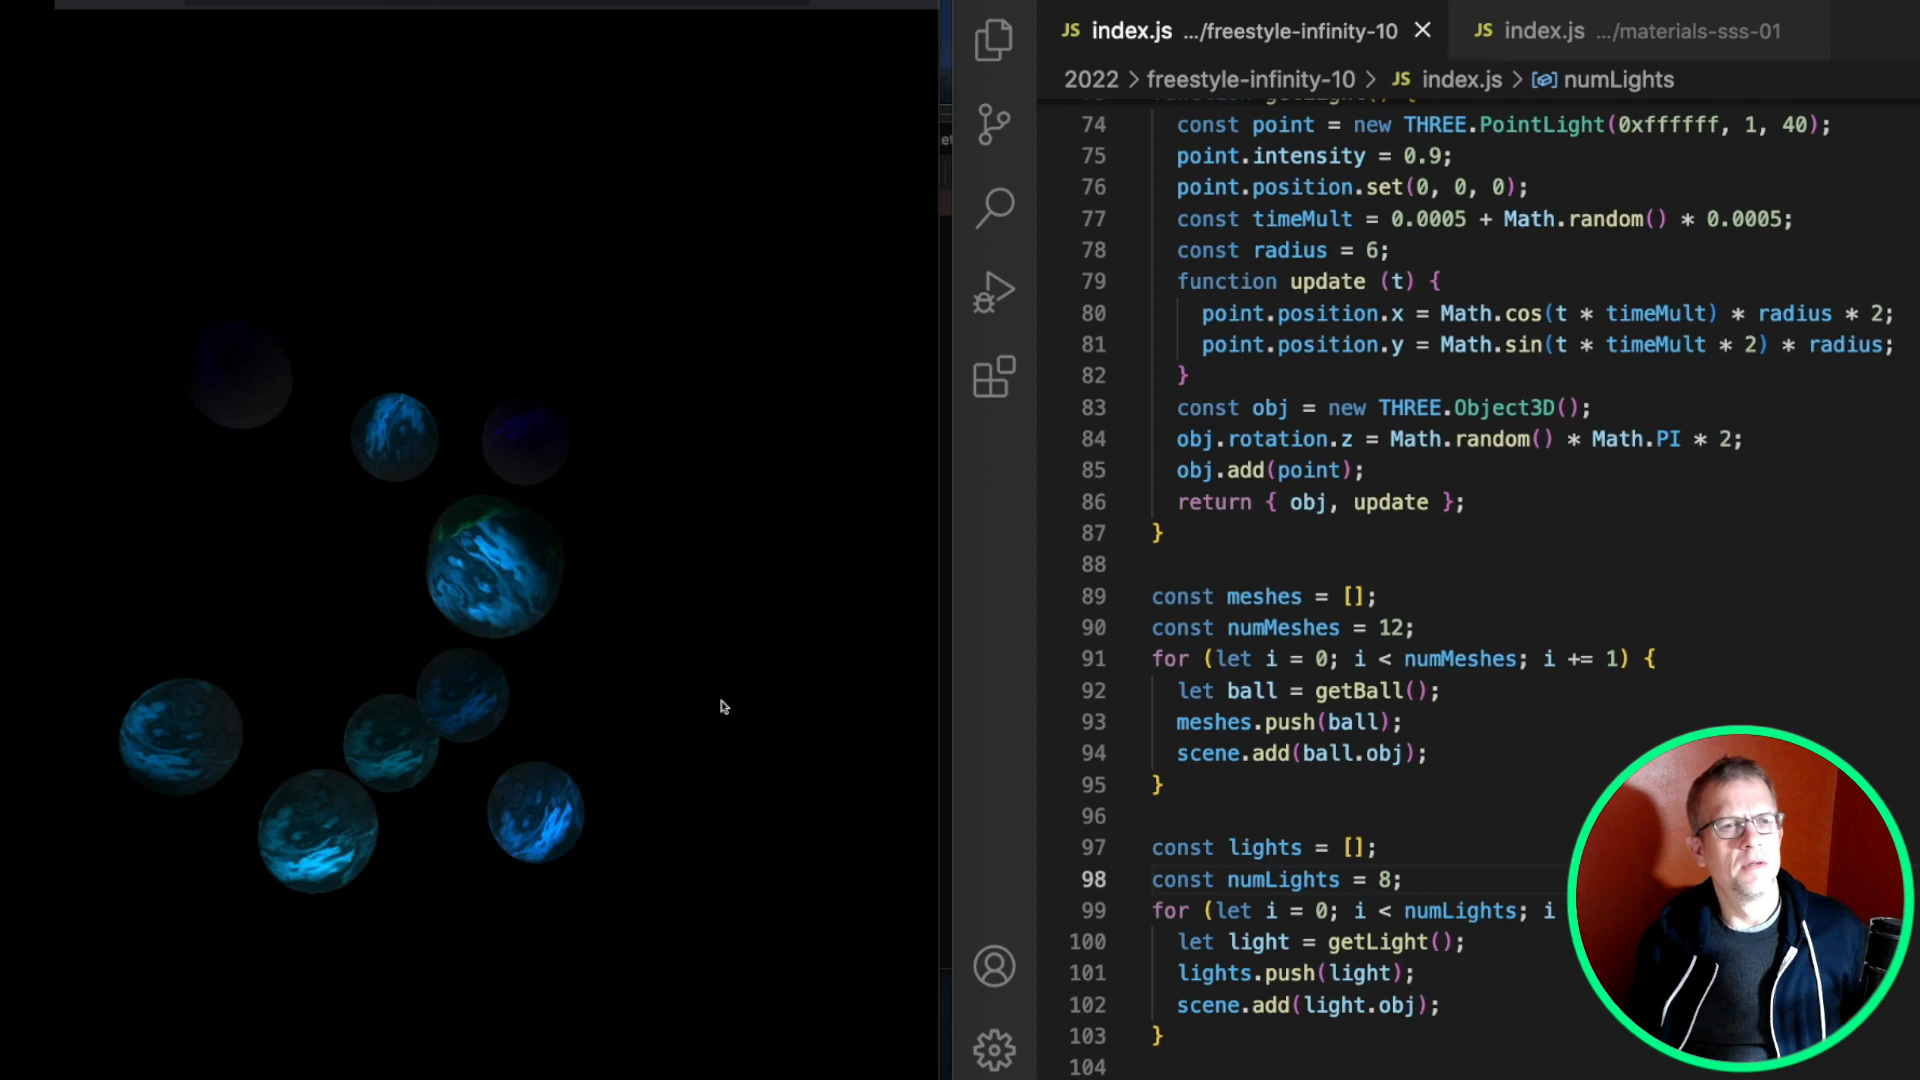 JS index.js .../freestyle-infinity-10
JS index.js .../materials-sss-01
2022 > freestyle-infinity-10 > JS index.js > numLights
74 const point = new THREE.PointLight(0xffffff, 1, 40);
75 point.intensity = 0.9;
76 point.position.set(0, 0, 0);
77 const timeMult = 0.0005 + Math.random() * 0.0005;
78 const radius = 6;
79 function update (t) {
80 point.position.x = Math.cos(t * timeMult) * radius * 2;
81 point.position.y = Math.sin(t * timeMult * 2) * radius;
82 }
83 const obj = new THREE.Object3D();
84 obj.rotation.z = Math.random() * Math.PI * 2;
85 obj.add(point);
86 return { obj, update };
87 }
88
89 const meshes = [];
90 const numMeshes = 12;
91 for (let i = 0; i < numMeshes; i += 1) {
92 let ball = getBall();
93 meshes.push(ball);
94 scene.add(ball.obj);
95 }
96
97 const lights = [];
98 const numLights = 8;
99 for (let i = 0; i < numLights; i
100 let light = getLight();
101 lights.push(light);
102 scene.add(light.obj);
103 }
104